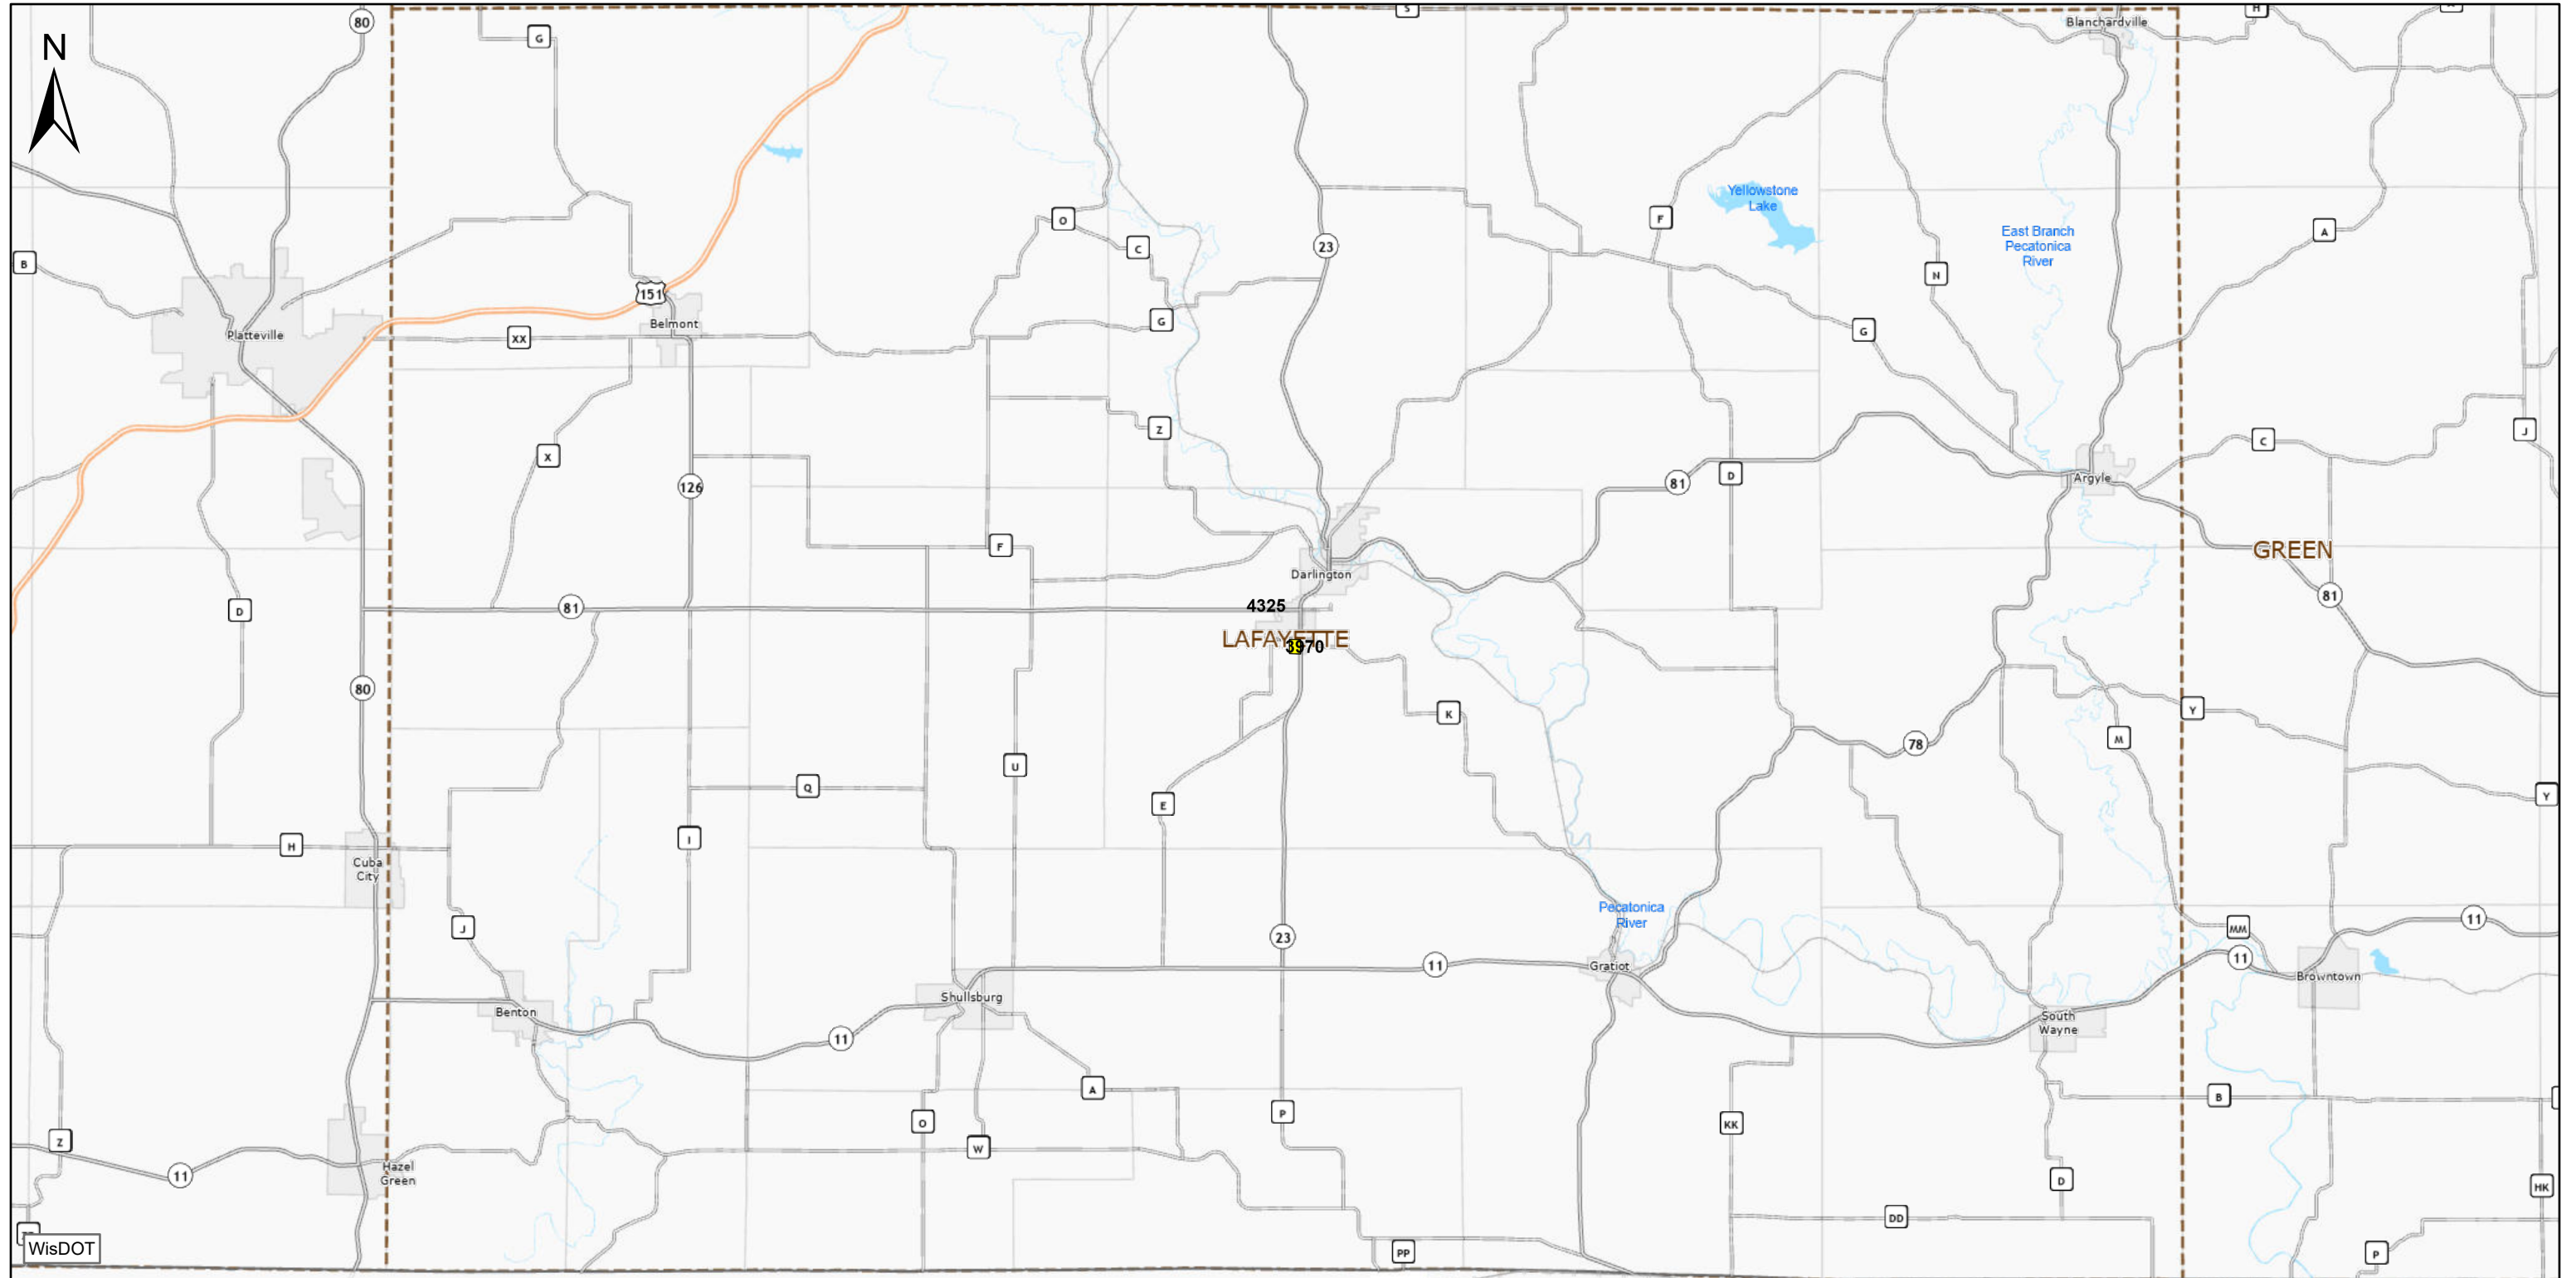 80
S
H
Blanchardville
G
N
Yellowstone
Lake
F
O
East Branch
Pecatonica
River
A
23
C
B
N
151
Belmont
G
Platteville
XX
G
Z
J
C
X
Argyle
81
D
126
F
GREEN
Darlington
81
4325
81
D
LAFAYETTE
3970
80
K
Y
M
78
U
Q
E
Y
I
H
Cuba
City
Pecatonica
River
11
J
MM
23
11
11
Gratiot
Browntown
Shullsburg
Benton
South
Wayne
11
A
B
P
O
KK
Z
W
Hazel
Green
11
D
HK
DD
WisDOT
PP
P